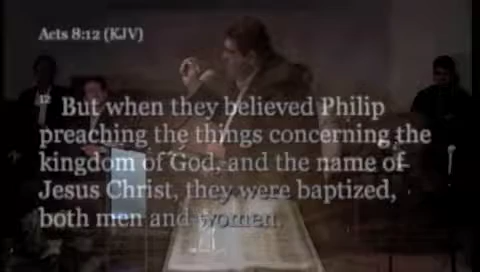 Acts 8:12 (KJV)
12 But when they believed Philip
preaching the things concerning the
kingdom of God, and the name of
Jesus Christ, they were baptized,
both men and women.